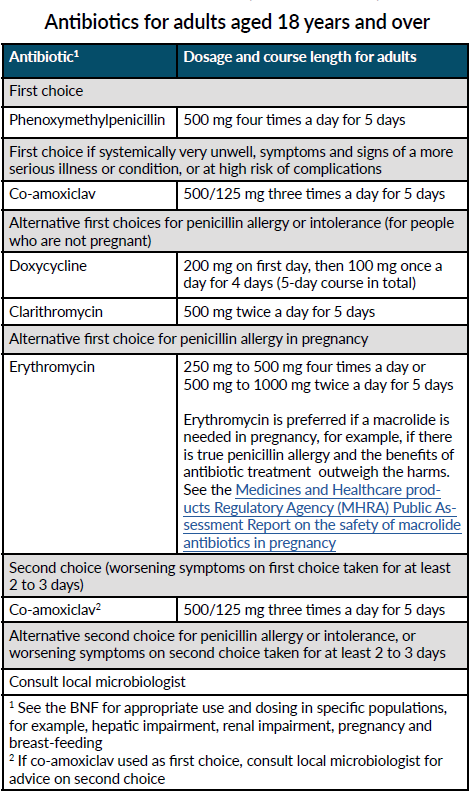 Antibiotics for adults aged 18 years and over
Antibiotic1 Dosage and course length for adults
First choice
Phenoxymethylpenicillin 500 mg four times a day for 5 days
First choice if systemically very unwell, symptoms and signs of a more
serious illness or condition, or at high risk of complications
Co-amoxiclav 500/125 mg three times a day for 5 days
Alternative first choices for penicillin allergy or intolerance (for people
who are not pregnant)
Doxycycline 200 mg on first day, then 100 mg once a
day for 4 days (5-day course in total)
Clarithromycin 500 mg twice a day for 5 days
Alternative first choice for penicillin allergy in pregnancy
Erythromycin 250 mg to 500 mg four times a day or
500 mg to 1000 mg twice a day for 5 days
Erythromycin is preferred if a macrolide is
needed in pregnancy, for example, if there
is true penicillin allergy and the benefits of
antibiotic treatment outweigh the harms.
See the Medicines and Healthcare prod-
ucts Regulatory Agency (MHRA) Public As-
sessment Report on the safety of macrolide
antibiotics in pregnancy
Second choice (worsening symptoms on first choice taken for at least
2 to 3 days)
Co-amoxiclav2 500/125 mg three times a day for 5 days
Alternative second choice for penicillin allergy or intolerance, or
worsening symptoms on second choice taken for at least 2 to 3 days
Consult local microbiologist
1 See the BNF for appropriate use and dosing in specific populations,
for example, hepatic impairment, renal impairment, pregnancy and
breast-feeding
2 If co-amoxiclav used as first choice, consult local microbiologist for
advice on second choice